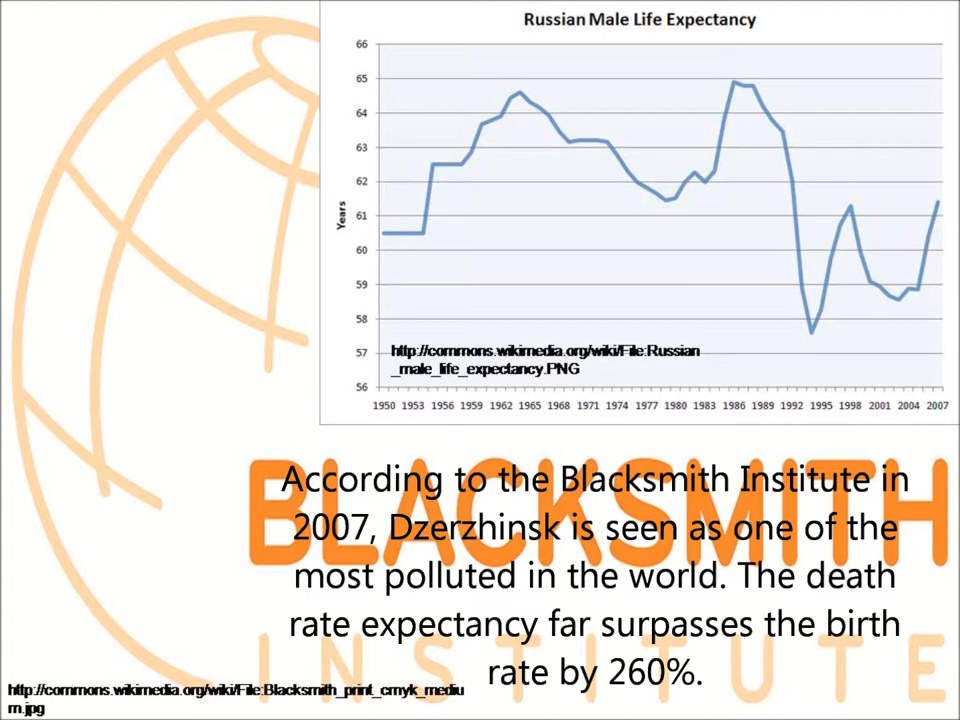 Russian Male Life Expectancy
66
65
64
63
62
61
60
59
58
57
56
Years
1950 1953 1956 1959 1962 1965 1968 1971 1974 1977 1980 1983 1986 1989 1992 1995 1998 2001 2004 2007
http://commons.wikimedia.org/wiki/File:Russian
_male_life_expectancy.PNG
BLACKSMITH
INSTITUTE
According to the Blacksmith Institute in
2007, Dzerzhinsk is seen as one of the
most polluted in the world. The death
rate expectancy far surpasses the birth
rate by 260%.
http://commons.wikimedia.org/wiki/File:Blacksmith_print_cmyk_mediu
m.jpg